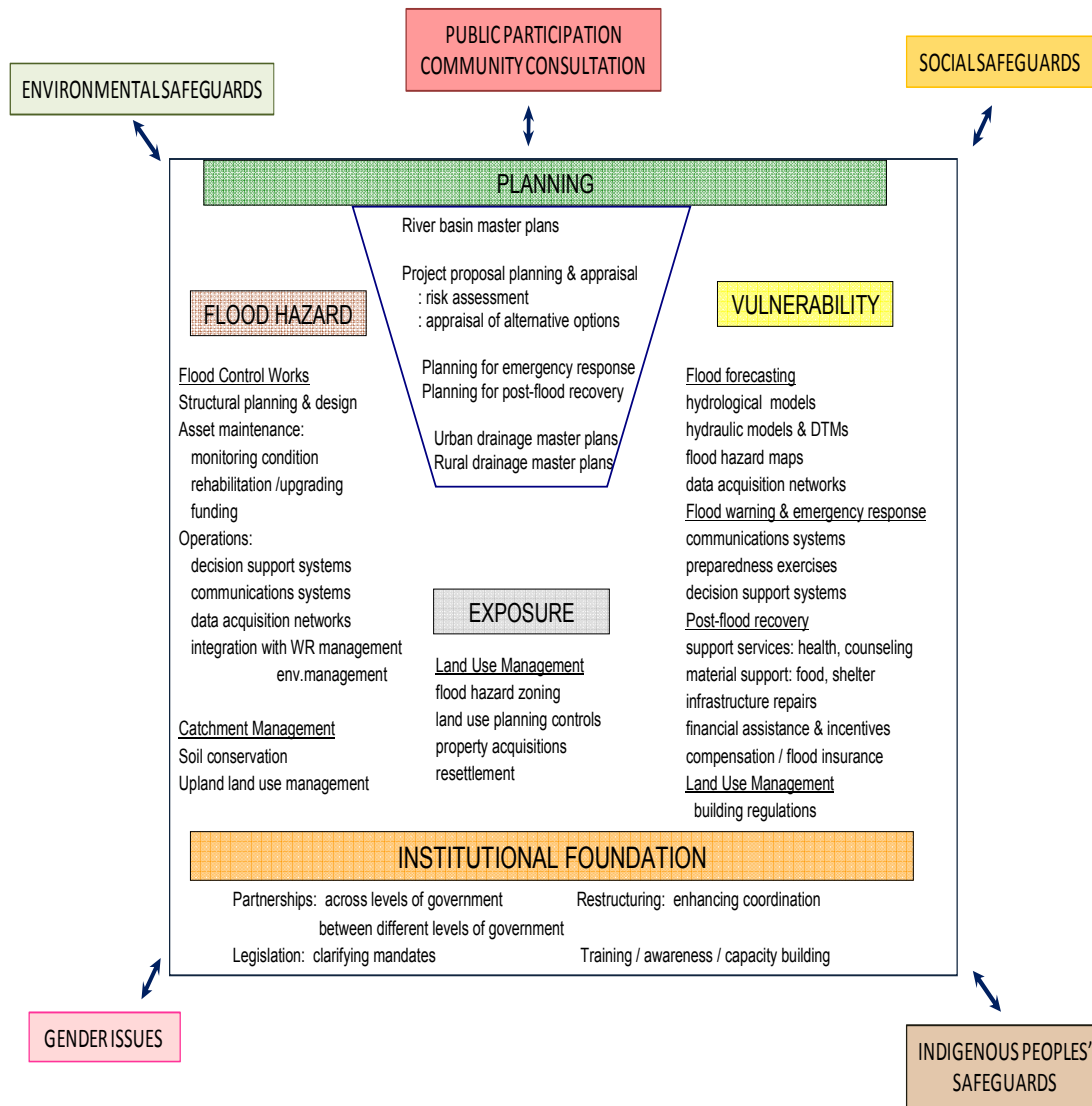 PUBLIC PARTICIPATION
COMMUNITY CONSULTATION
ENVIRONMENTAL SAFEGUARDS
SOCIAL SAFEGUARDS
PLANNING
River basin master plans
Project proposal planning & appraisal
: risk assessment
: appraisal of alternative options
Planning for emergency response
Planning for post-flood recovery
Urban drainage master plans
Rural drainage master plans
FLOOD HAZARD
Flood Control Works
Structural planning & design
Asset maintenance:
monitoring condition
rehabilitation /upgrading
funding
Operations:
decision support systems
communications systems
data acquisition networks
integration with WR management
env.management
Catchment Management
Soil conservation
Upland land use management
EXPOSURE
Land Use Management
flood hazard zoning
land use planning controls
property acquisitions
resettlement
VULNERABILITY
Flood forecasting
hydrological models
hydraulic models & DTMs
flood hazard maps
data acquisition networks
Flood warning & emergency response
communications systems
preparedness exercises
decision support systems
Post-flood recovery
support services: health, counseling
material support: food, shelter
infrastructure repairs
financial assistance & incentives
compensation / flood insurance
Land Use Management
building regulations
INSTITUTIONAL FOUNDATION
Partnerships: across levels of government
between different levels of government
Legislation: clarifying mandates
Restructuring: enhancing coordination
Training / awareness / capacity building
GENDER ISSUES
INDIGENOUS PEOPLES'
SAFEGUARDS